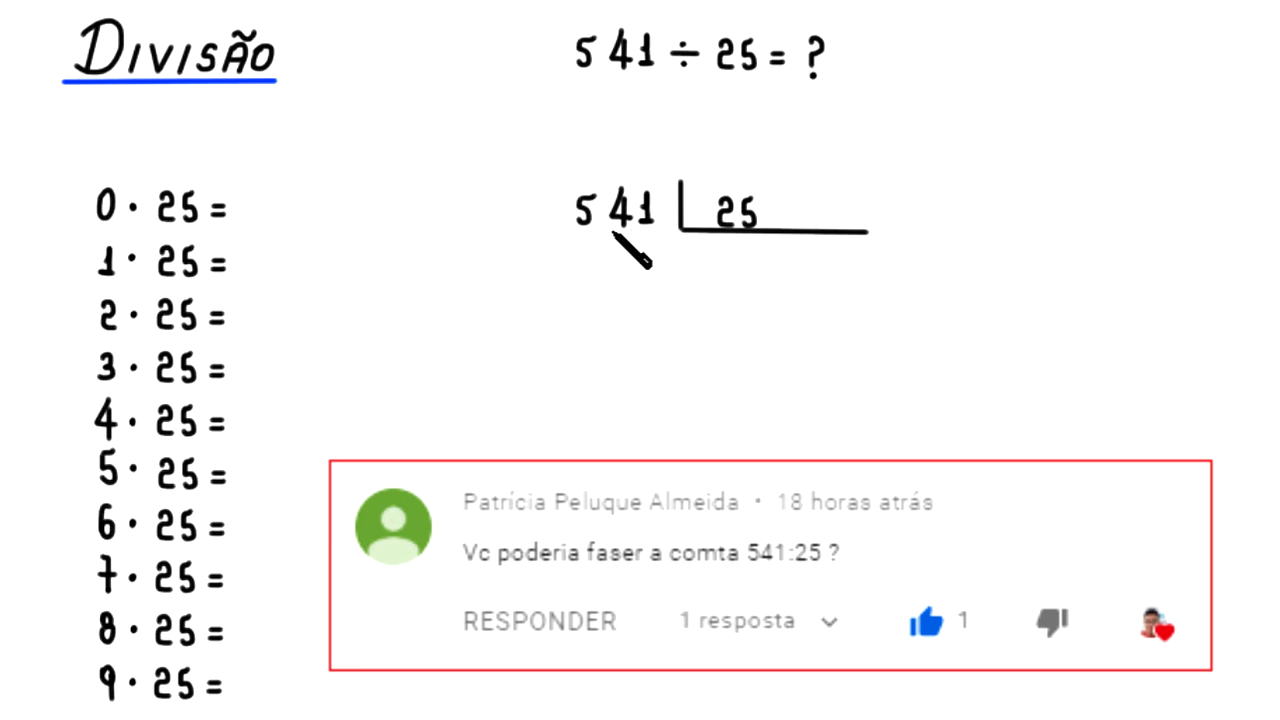 DIVISÃO
541 ÷ 25 = ?
541 25
0 · 25 =
1 · 25 =
2 · 25 =
3 · 25 =
4 · 25 =
5 · 25 =
6 · 25 =
7 · 25 =
8 · 25 =
9 · 25 =
Patrícia Peluque Almeida • 18 horas atrás
Vc poderia faser a comta 541:25 ?
RESPONDER 1 resposta 1